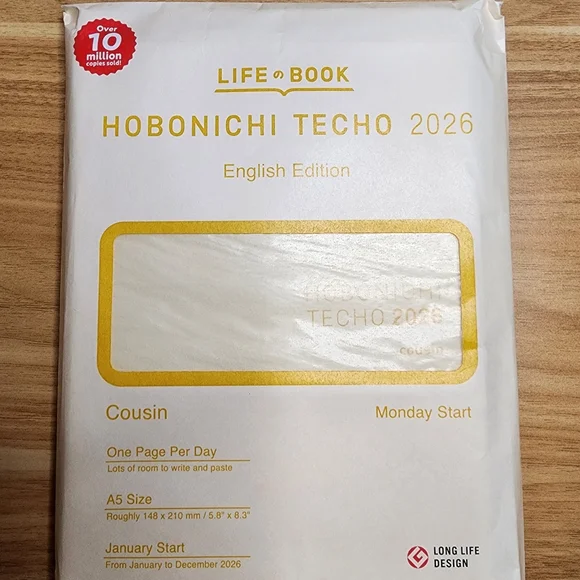 Over
10
million
copies sold!
LIFE の BOOK
HOBONICHI TECHO 2026
English Edition
HOBONICHI
TECHO 2026
cousin
Cousin
Monday Start
One Page Per Day
Lots of room to write and paste
A5 Size
Roughly 148 x 210 mm / 5.8" x 8.3"
January Start
From January to December 2026
LONG LIFE
DESIGN